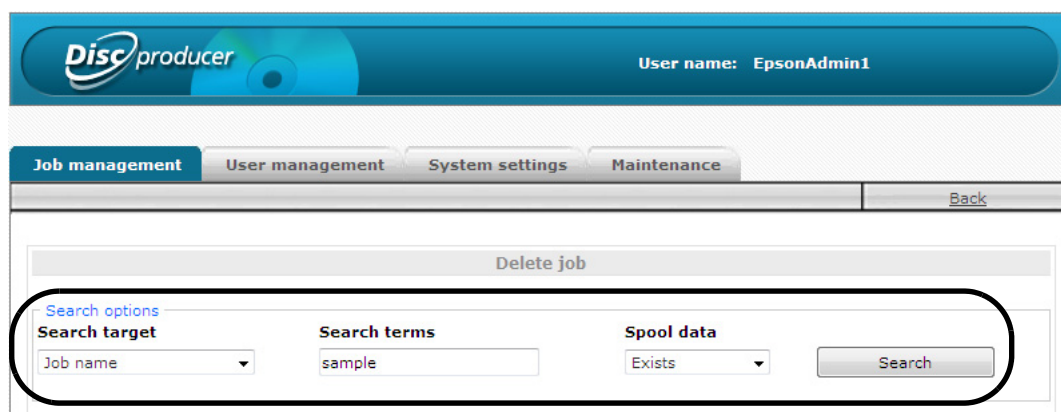 Disc producer
User name: EpsonAdmin1
Job management User management System settings Maintenance
Back
Delete job
Search options
Search target Search terms Spool data
Job name sample Exists Search